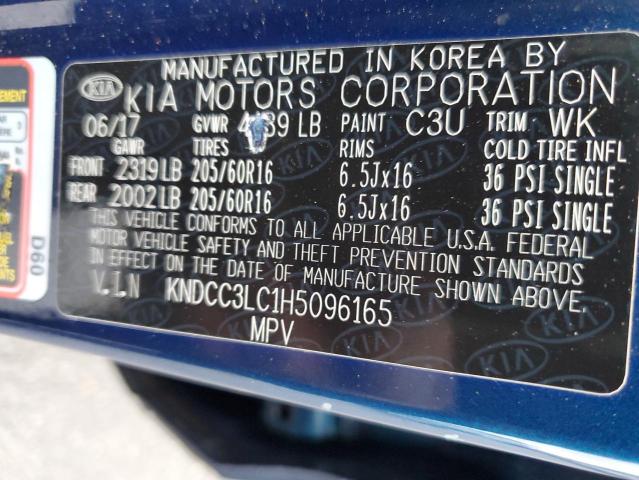 MANUFACTURED IN KOREA BY
KIA KIA MOTORS CORPORATION
06/17 GVWR LB PAINT C3U TRIM WK
GAWR TIRES RIMS COLD TIRE INFL
FRONT 2319 LB 205/60R16 6.5Jx16 36 PSI SINGLE
REAR 2002 LB 205/60R16 6.5Jx16 36 PSI SINGLE
THIS VEHICLE CONFORMS TO ALL APPLICABLE U.S.A. FEDERAL
MOTOR VEHICLE SAFETY AND THEFT PREVENTION STANDARDS
IN EFFECT ON THE DATE OF MANUFACTURE SHOWN ABOVE.
V.I.N KNDCC3LC1H5096165
MPV
D60